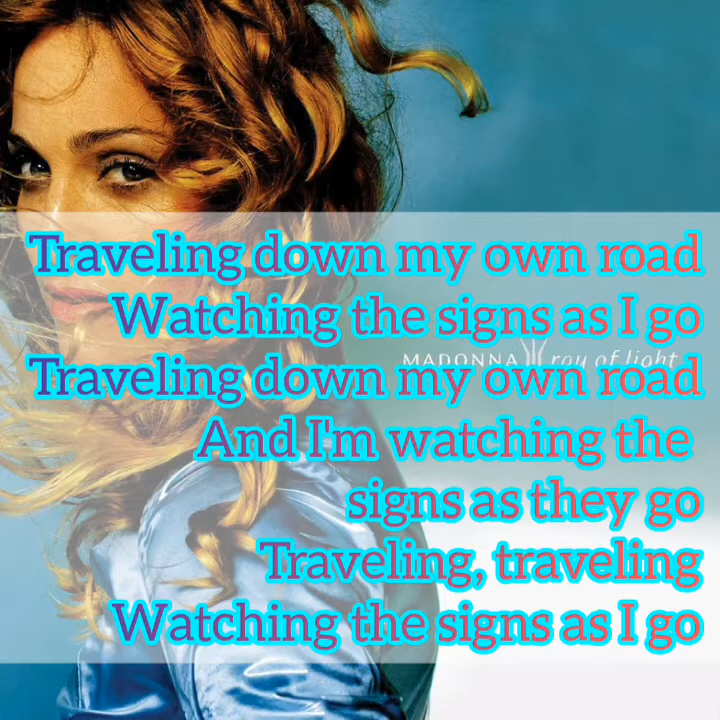 Traveling down my own road
Watching the signs as I go
MADONNA ray of light
Traveling down my own road
And I'm watching the
signs as they go
Traveling, traveling
Watching the signs as I go